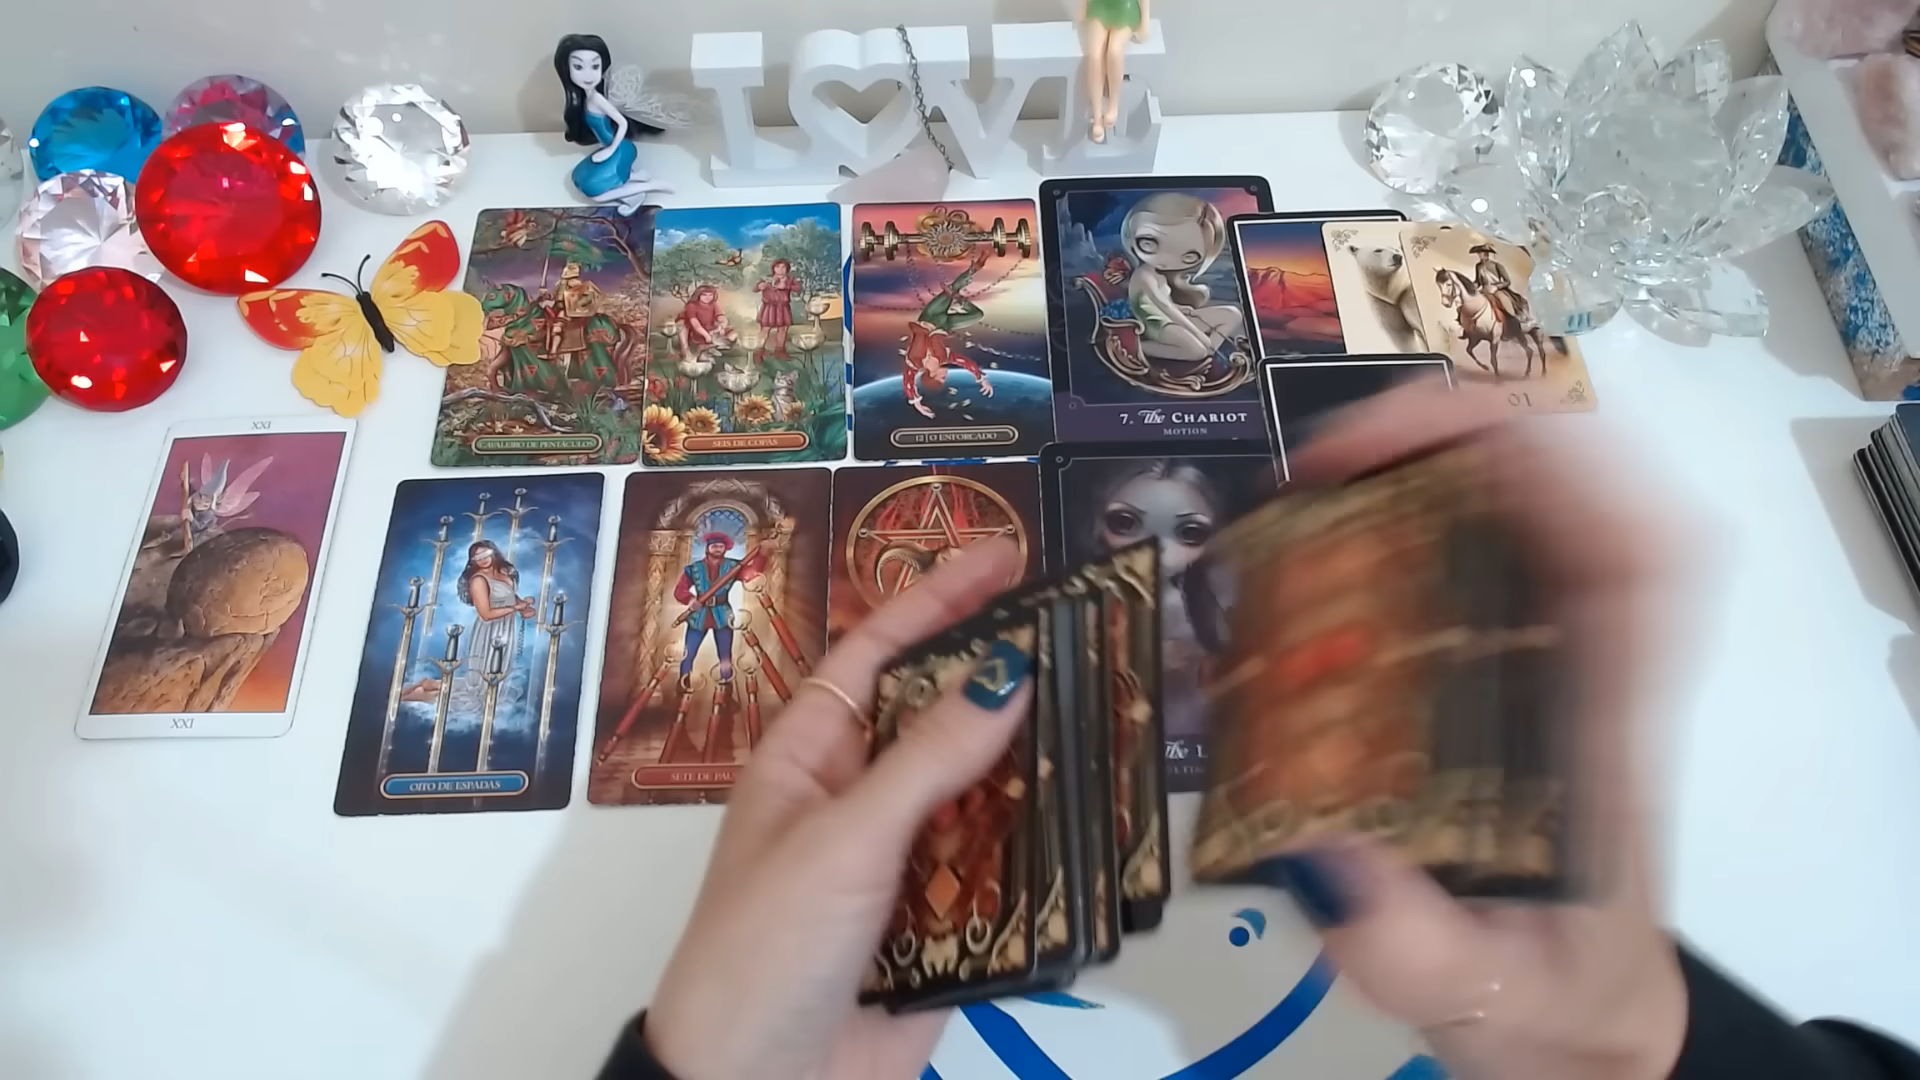 LOVE
CAVALEIRO DE PENTÁCULOS
SEIS DE COPAS
12 | O ENFORCADO
7. The CHARIOT
MOTION
01
XXI
XXI
OITO DE ESPADAS
SETE DE
The